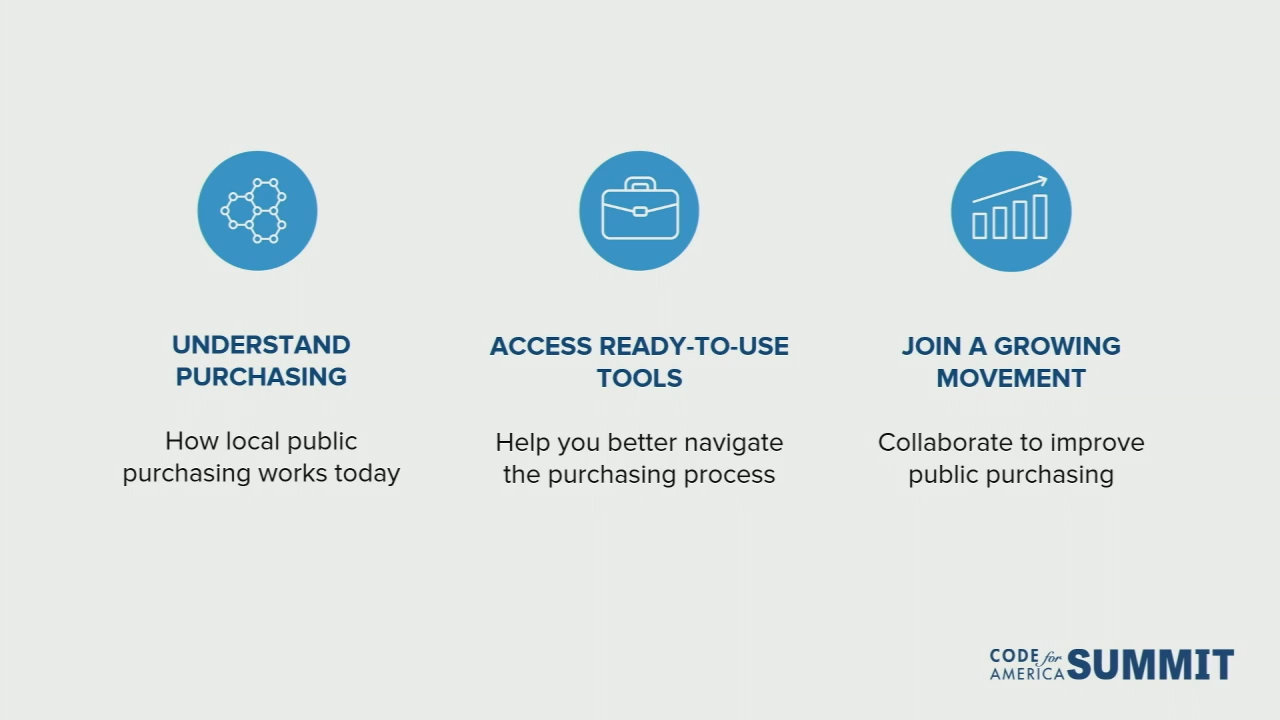 UNDERSTAND
PURCHASING
How local public
purchasing works today
ACCESS READY-TO-USE
TOOLS
Help you better navigate
the purchasing process
JOIN A GROWING
MOVEMENT
Collaborate to improve
public purchasing
CODE for
AMERICA SUMMIT